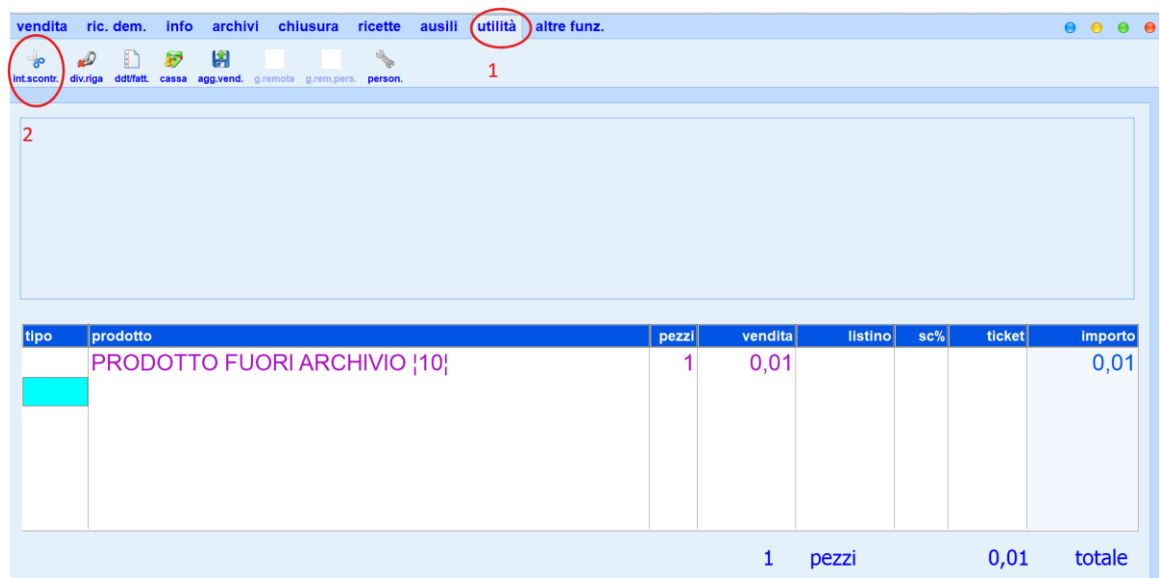 vendita ric. dem. info archivi chiusura ricette ausili utilità altre funz.
int.scontr. div.riga ddt/fatt. cassa agg.vend. g.remota g.rem.pers. person.
1
2
tipo prodotto pezzi vendita listino sc% ticket importo
PRODOTTO FUORI ARCHIVIO ¦10¦ 1 0,01 0,01
1 pezzi 0,01 totale